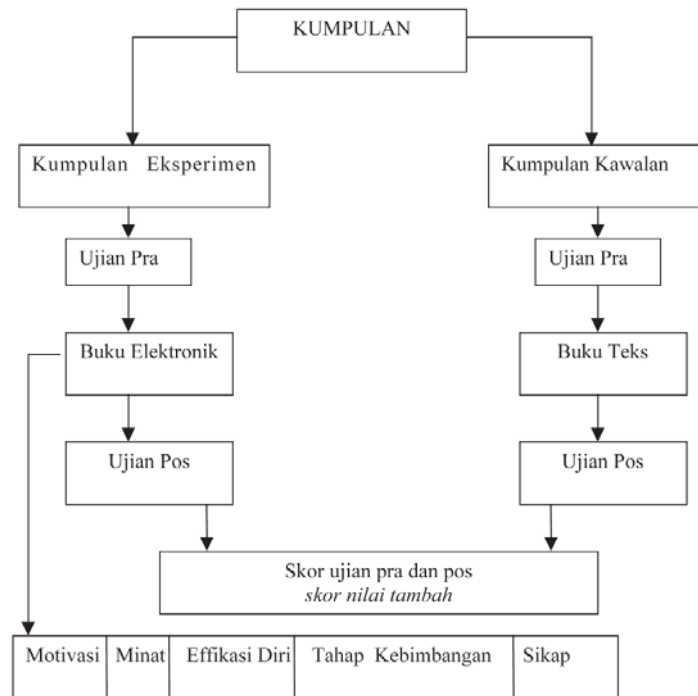 KUMPULAN
Kumpulan Eksperimen
Kumpulan Kawalan
Ujian Pra
Ujian Pra
Buku Elektronik
Buku Teks
Ujian Pos
Ujian Pos
Skor ujian pra dan pos
skor nilai tambah
Motivasi Minat Effikasi Diri Tahap Kebimbangan Sikap